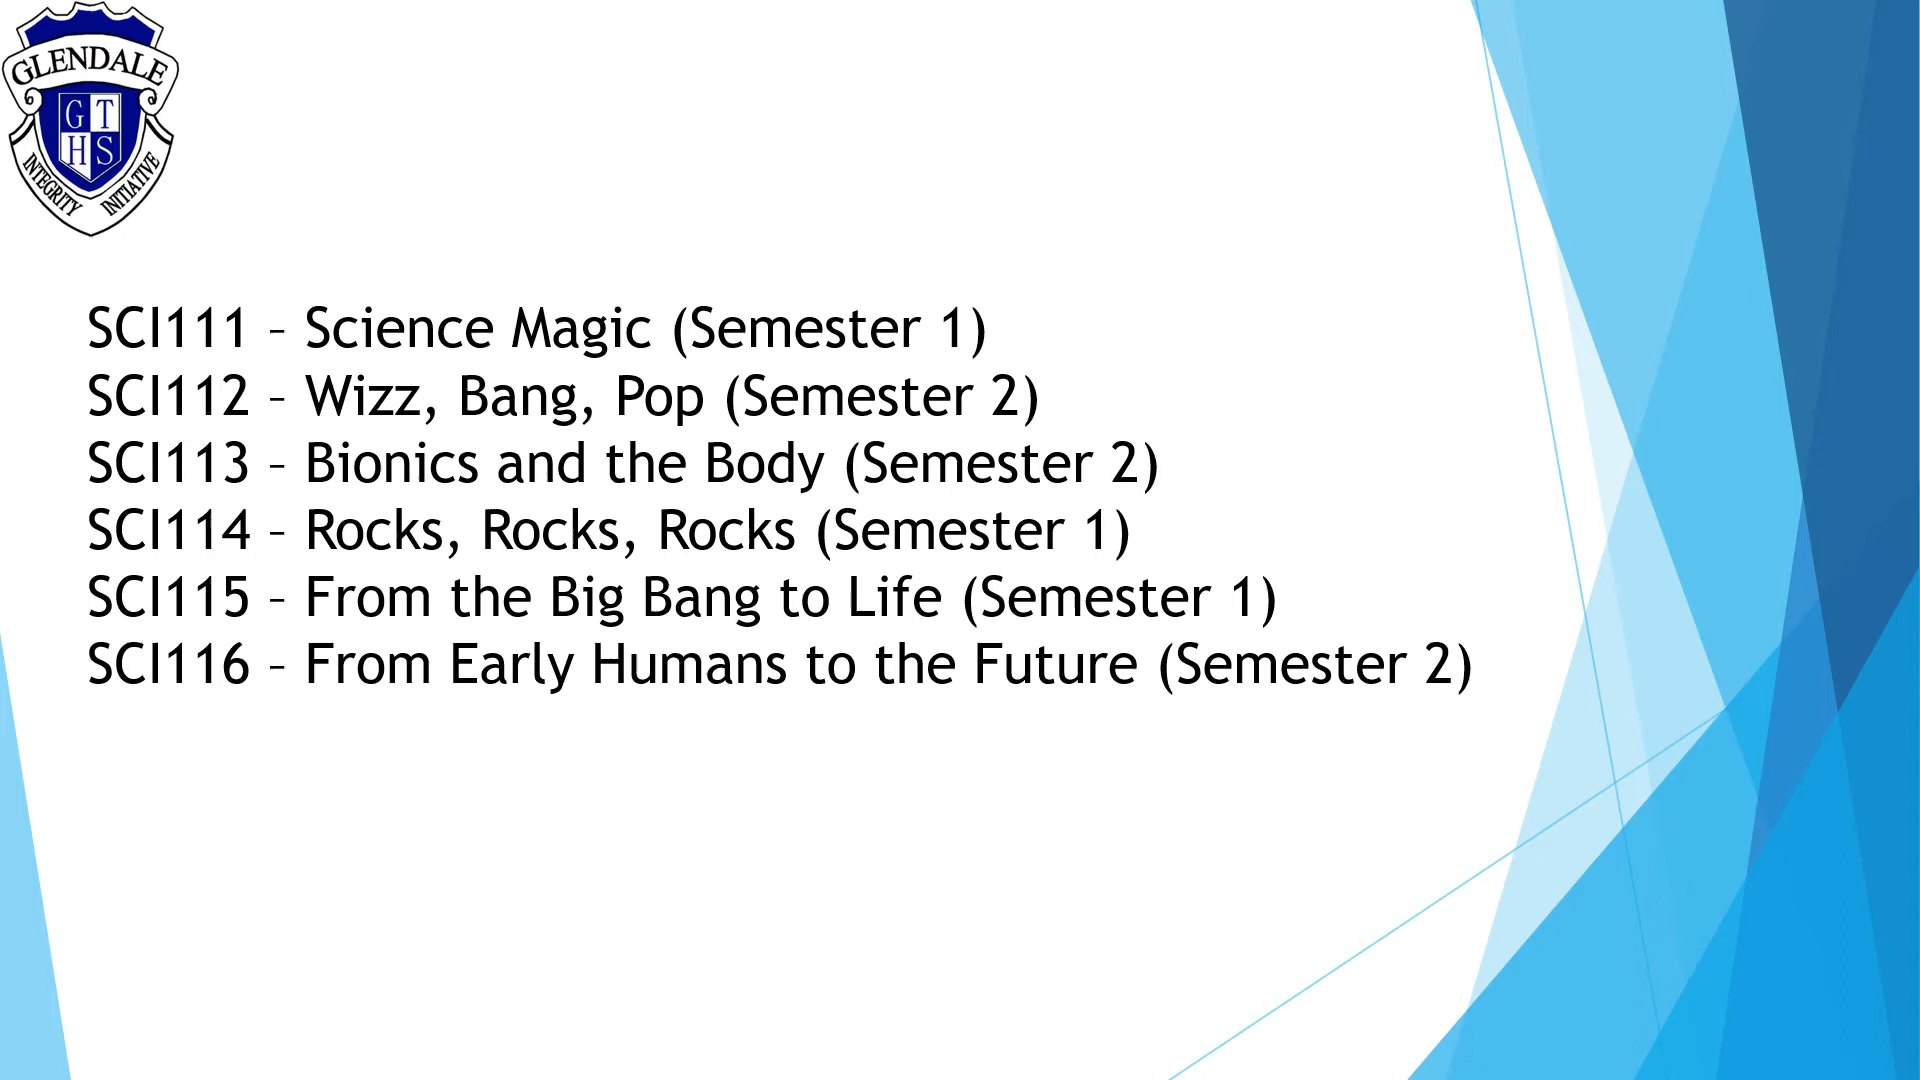 GLENDALE
G T
H S
INTEGRITY INITIATIVE
SCI111 – Science Magic (Semester 1)
SCI112 – Wizz, Bang, Pop (Semester 2)
SCI113 – Bionics and the Body (Semester 2)
SCI114 – Rocks, Rocks, Rocks (Semester 1)
SCI115 – From the Big Bang to Life (Semester 1)
SCI116 – From Early Humans to the Future (Semester 2)